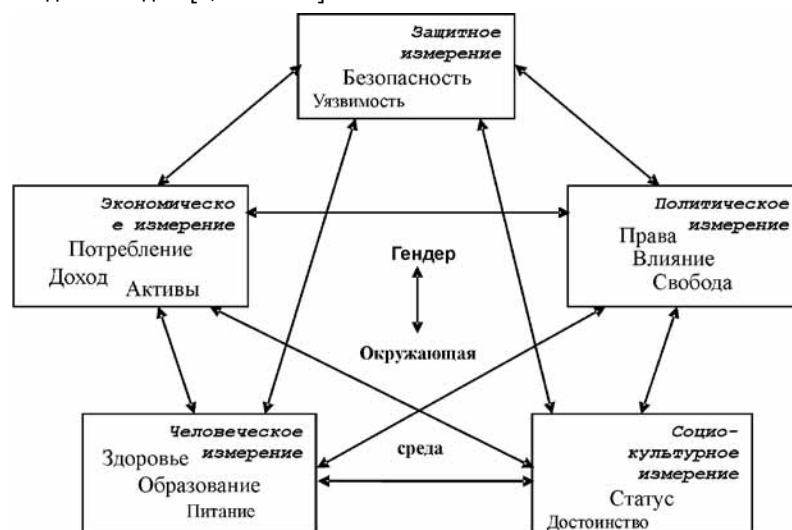 Защитное
измерение
Безопасность
Уязвимость
Экономическо
е измерение
Потребление
Доход
Активы
Политическое
измерение
Права
Влияние
Свобода
Гендер
Окружающая
среда
Человеческое
измерение
Здоровье
Образование
Питание
Социо-
культурное
измерение
Статус
Достоинство